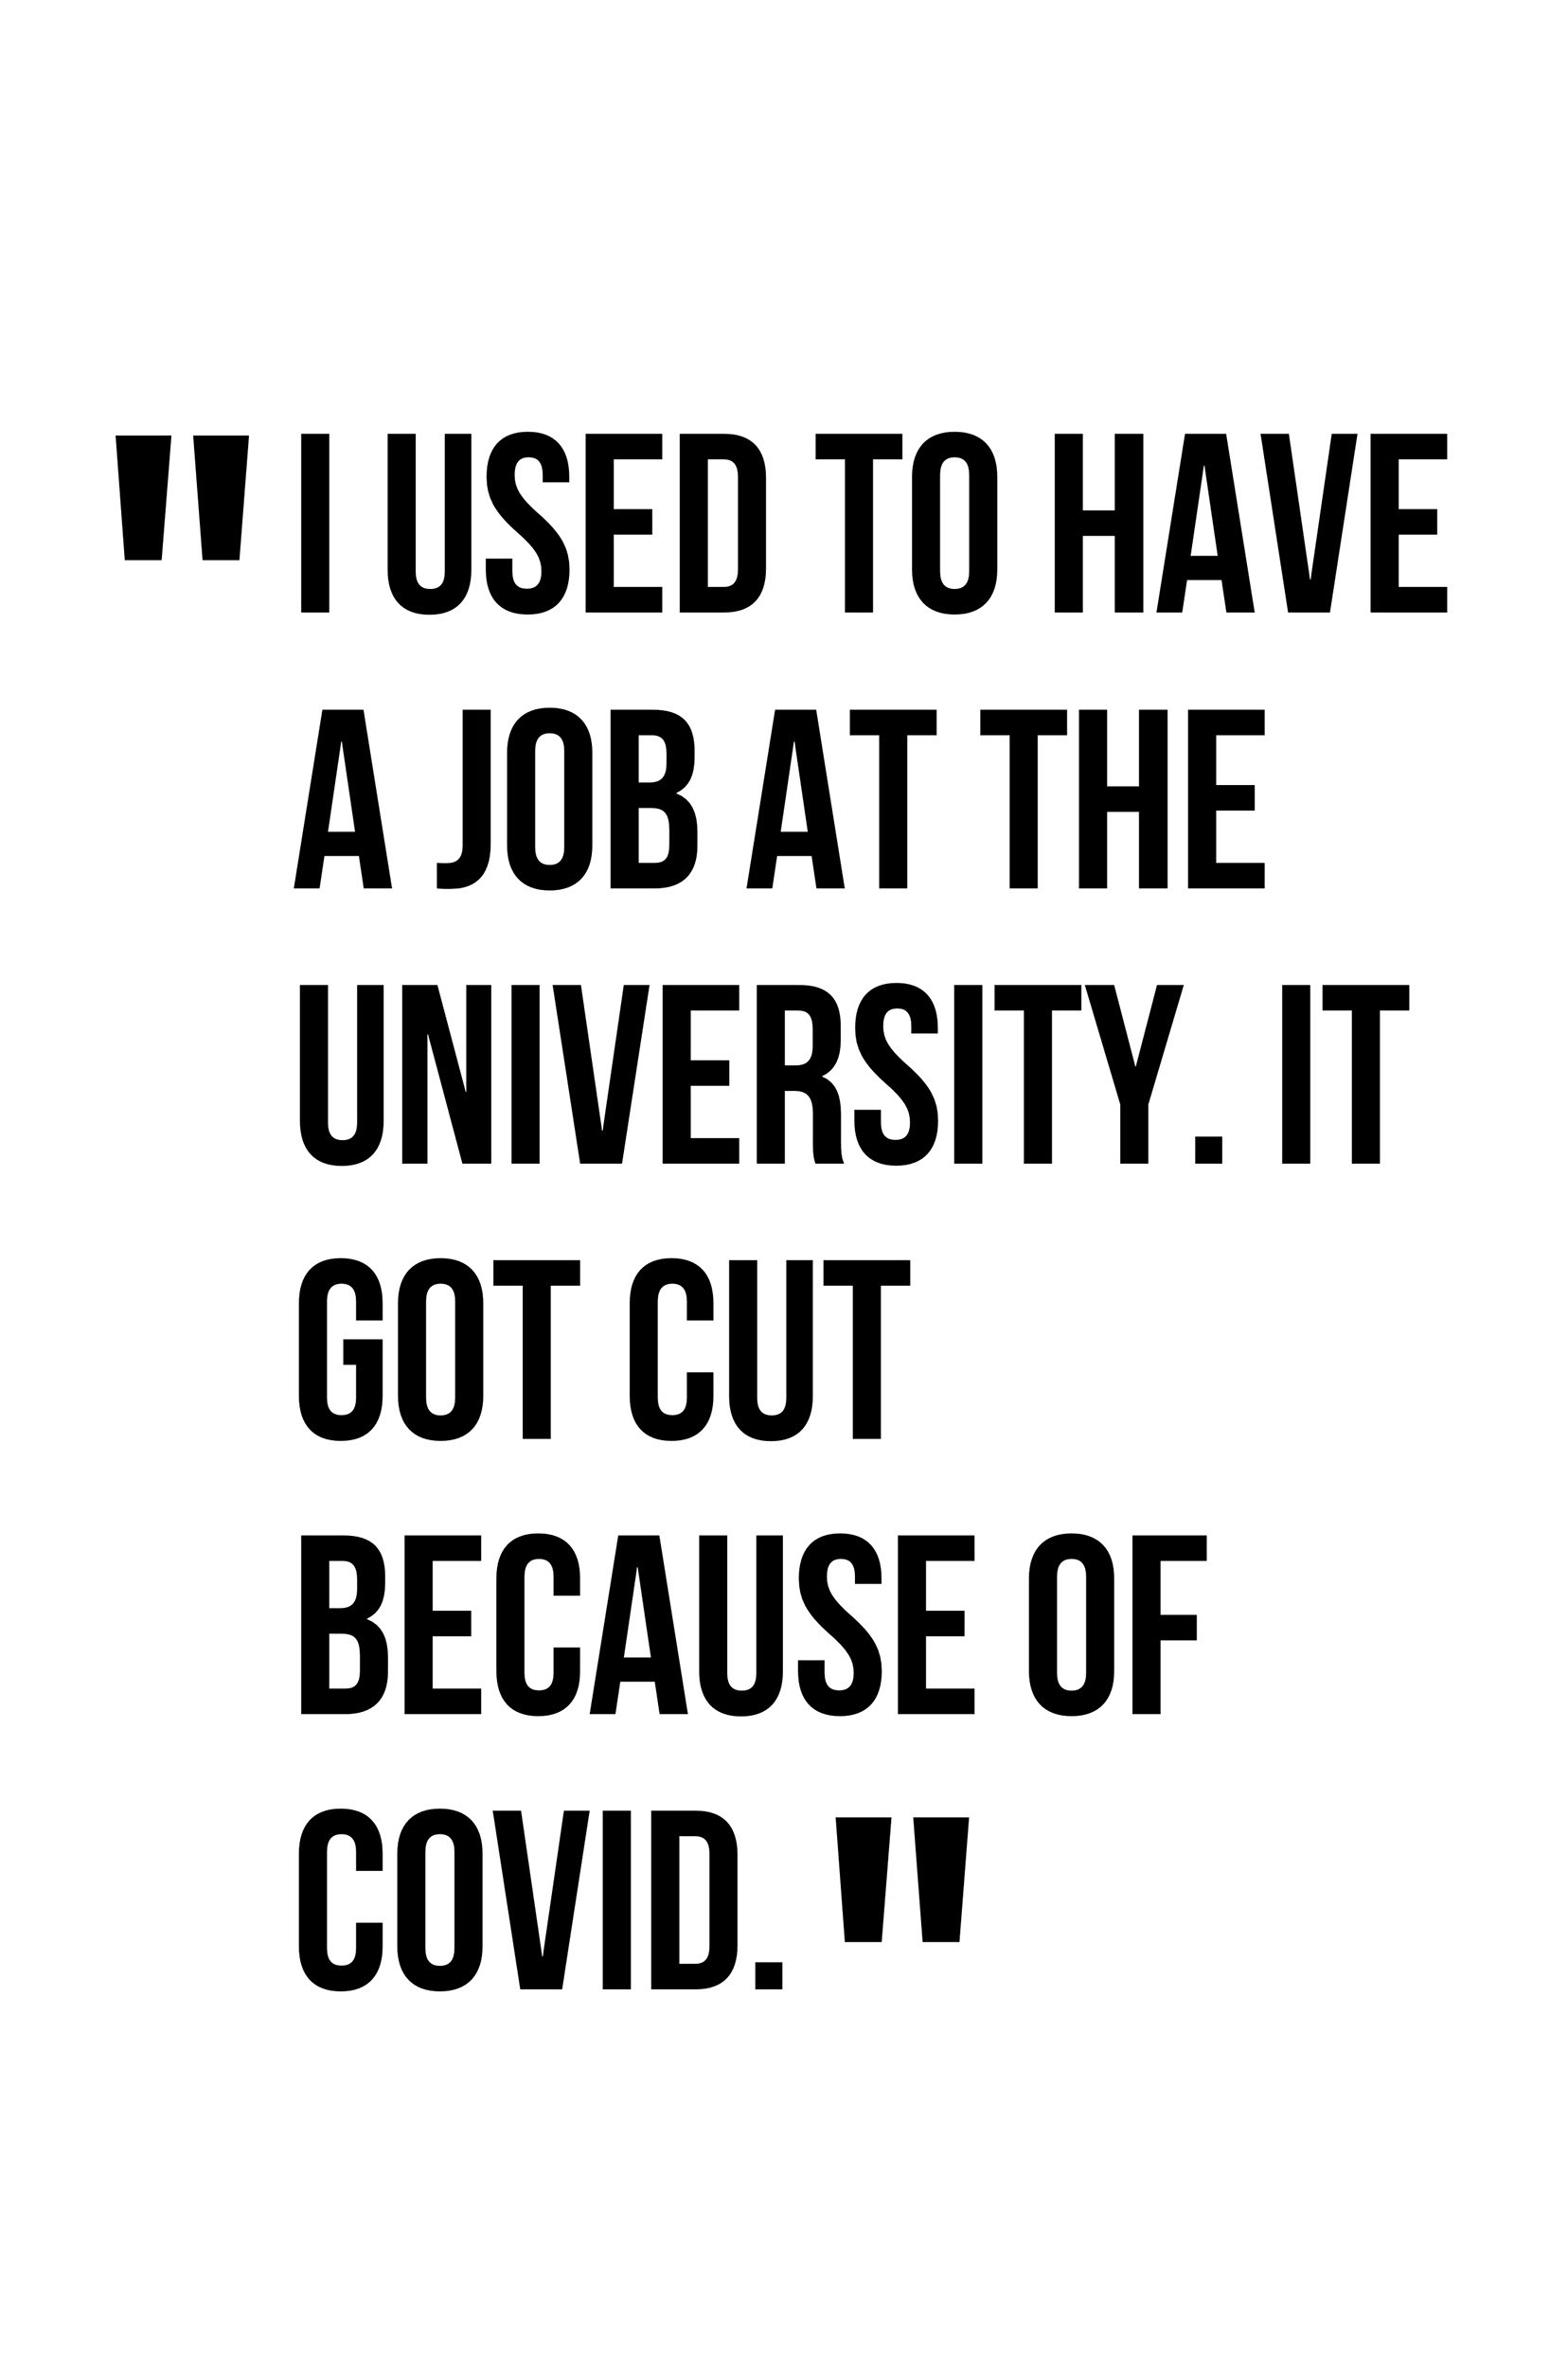 "I USED TO HAVE
A JOB AT THE
UNIVERSITY. IT
GOT CUT
BECAUSE OF
COVID."